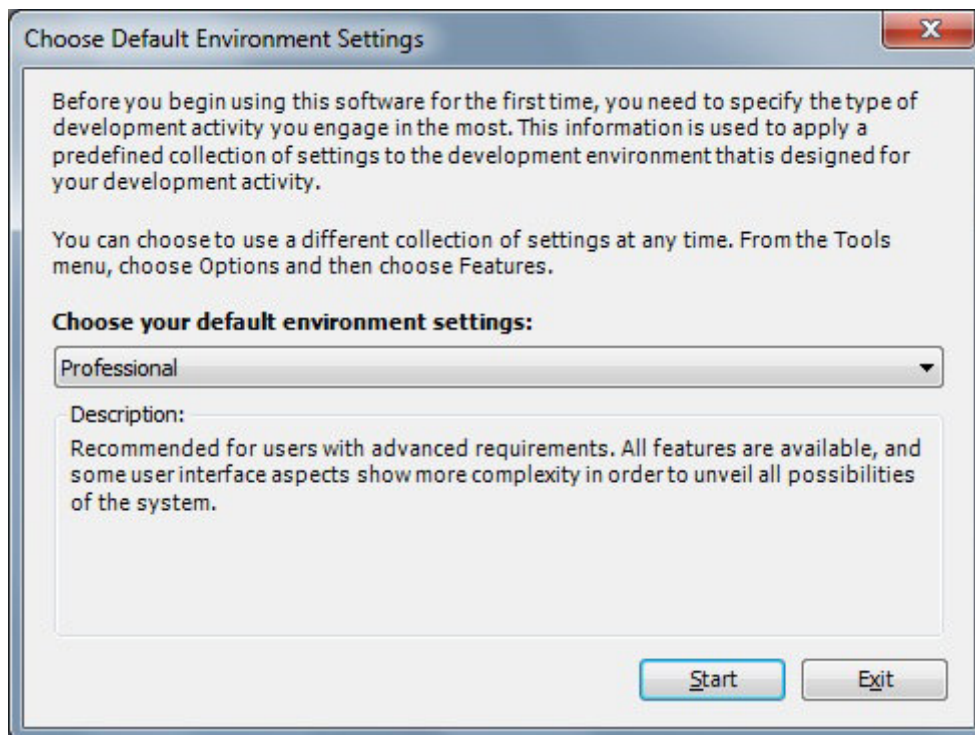 Choose Default Environment Settings
Before you begin using this software for the first time, you need to specify the type of
development activity you engage in the most. This information is used to apply a
predefined collection of settings to the development environment that is designed for
your development activity.
You can choose to use a different collection of settings at any time. From the Tools
menu, choose Options and then choose Features.
Choose your default environment settings:
Professional
Description:
Recommended for users with advanced requirements. All features are available, and
some user interface aspects show more complexity in order to unveil all possibilities
of the system.
Start
Exit